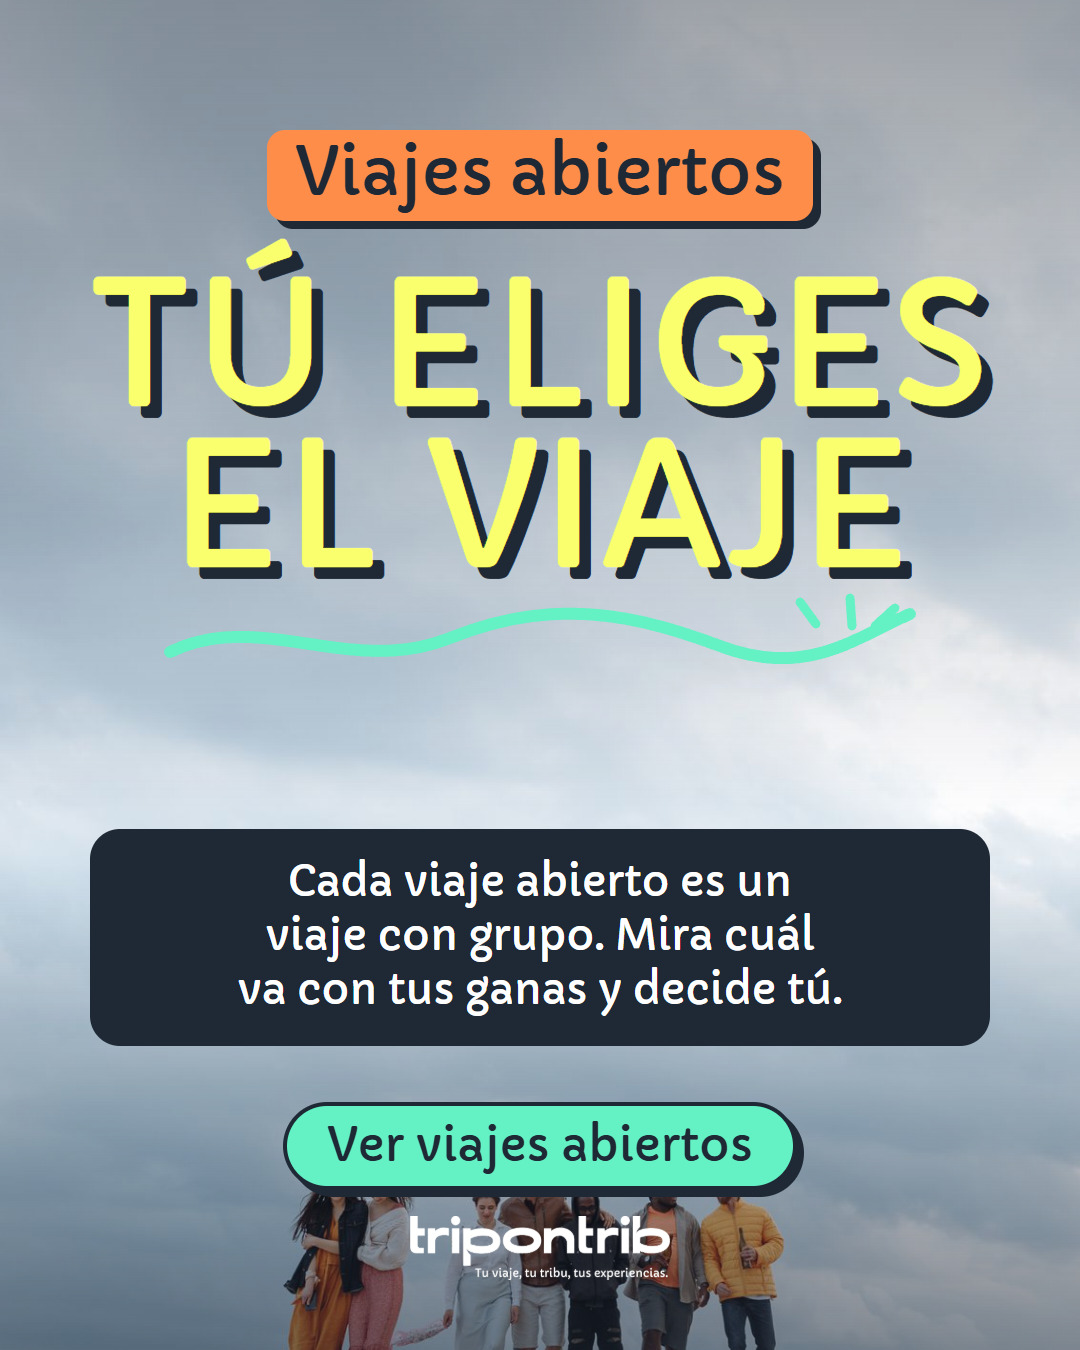 Viajes abiertos
TÚ ELIGES
EL VIAJE
Cada viaje abierto es un
viaje con grupo. Mira cuál
va con tus ganas y decide tú.
Ver viajes abiertos
tripontrib
Tu viaje, tu tribu, tus experiencias.